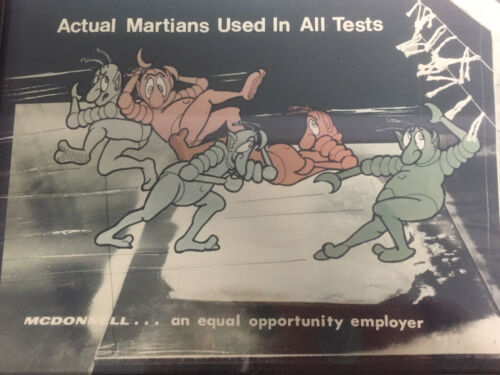 Actual Martians Used In All Tests
MCDONNELL... an equal opportunity employer